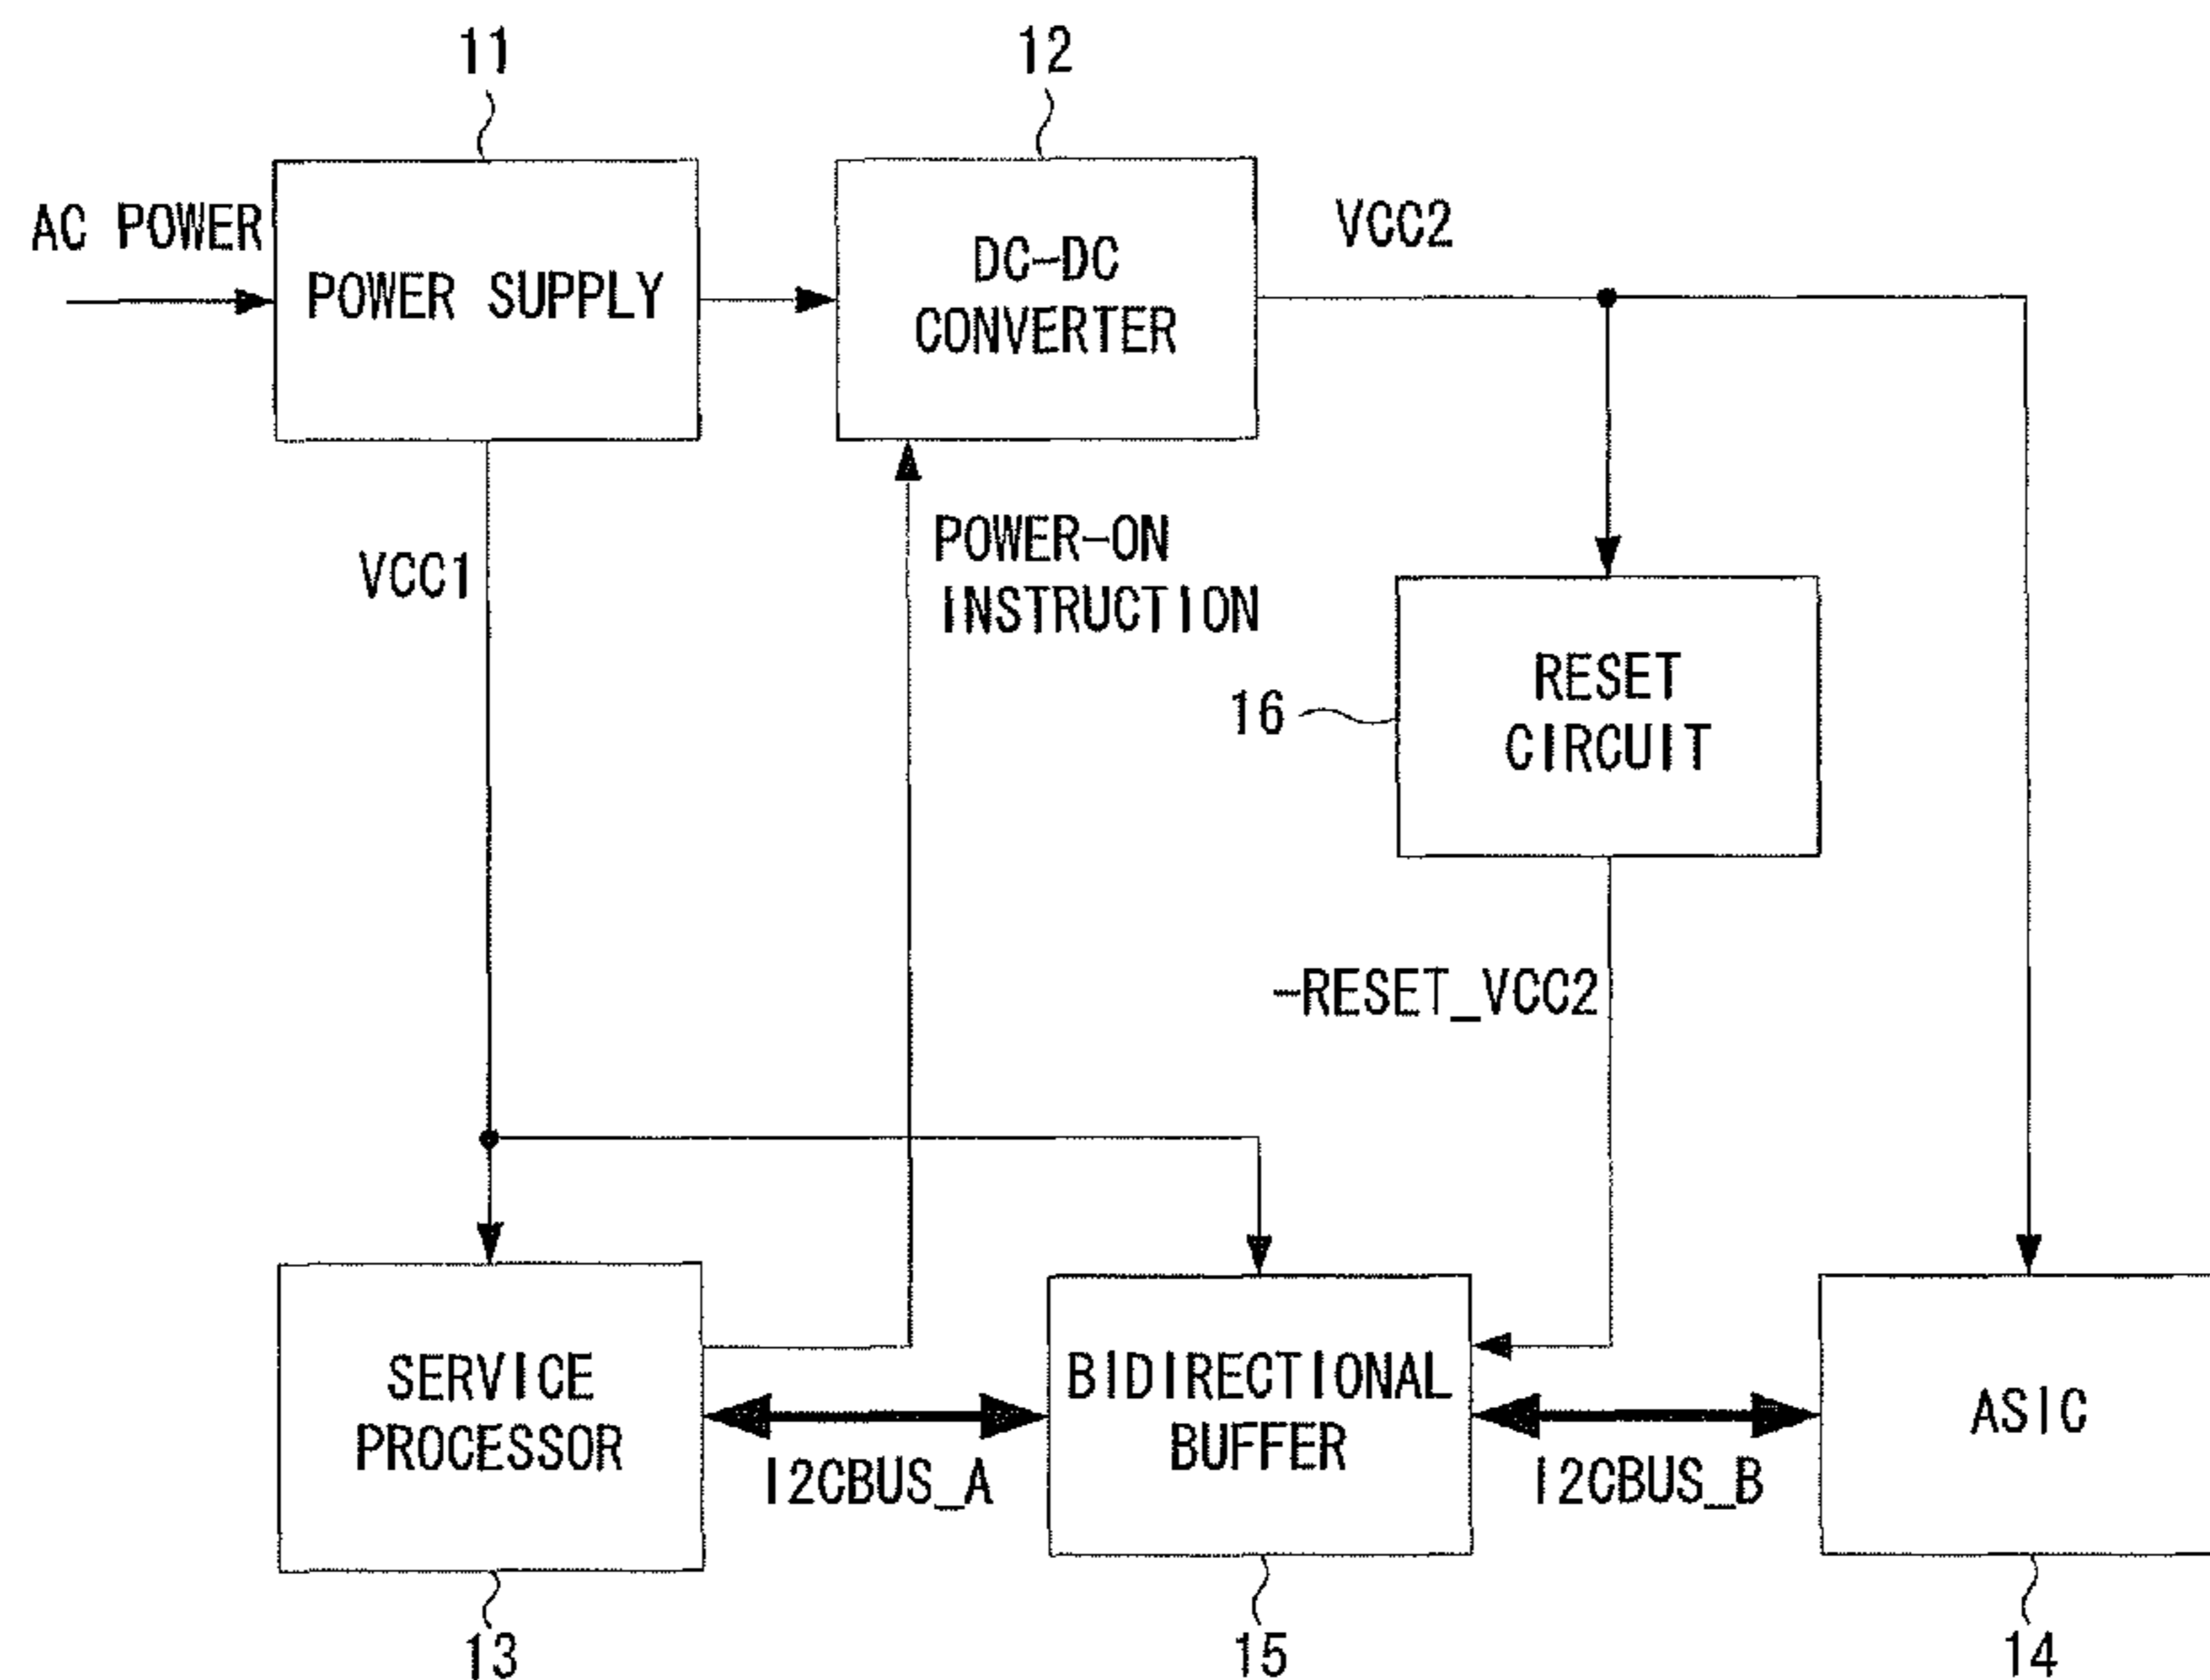 11
12
AC POWER
POWER SUPPLY
DC-DC
CONVERTER
VCC2
VCC1
POWER-ON
INSTRUCTION
RESET
CIRCUIT
16
-RESET_VCC2
SERVICE
PROCESSOR
I2CBUS_A
BIDIRECTIONAL
BUFFER
I2CBUS_B
ASIC
13
15
14